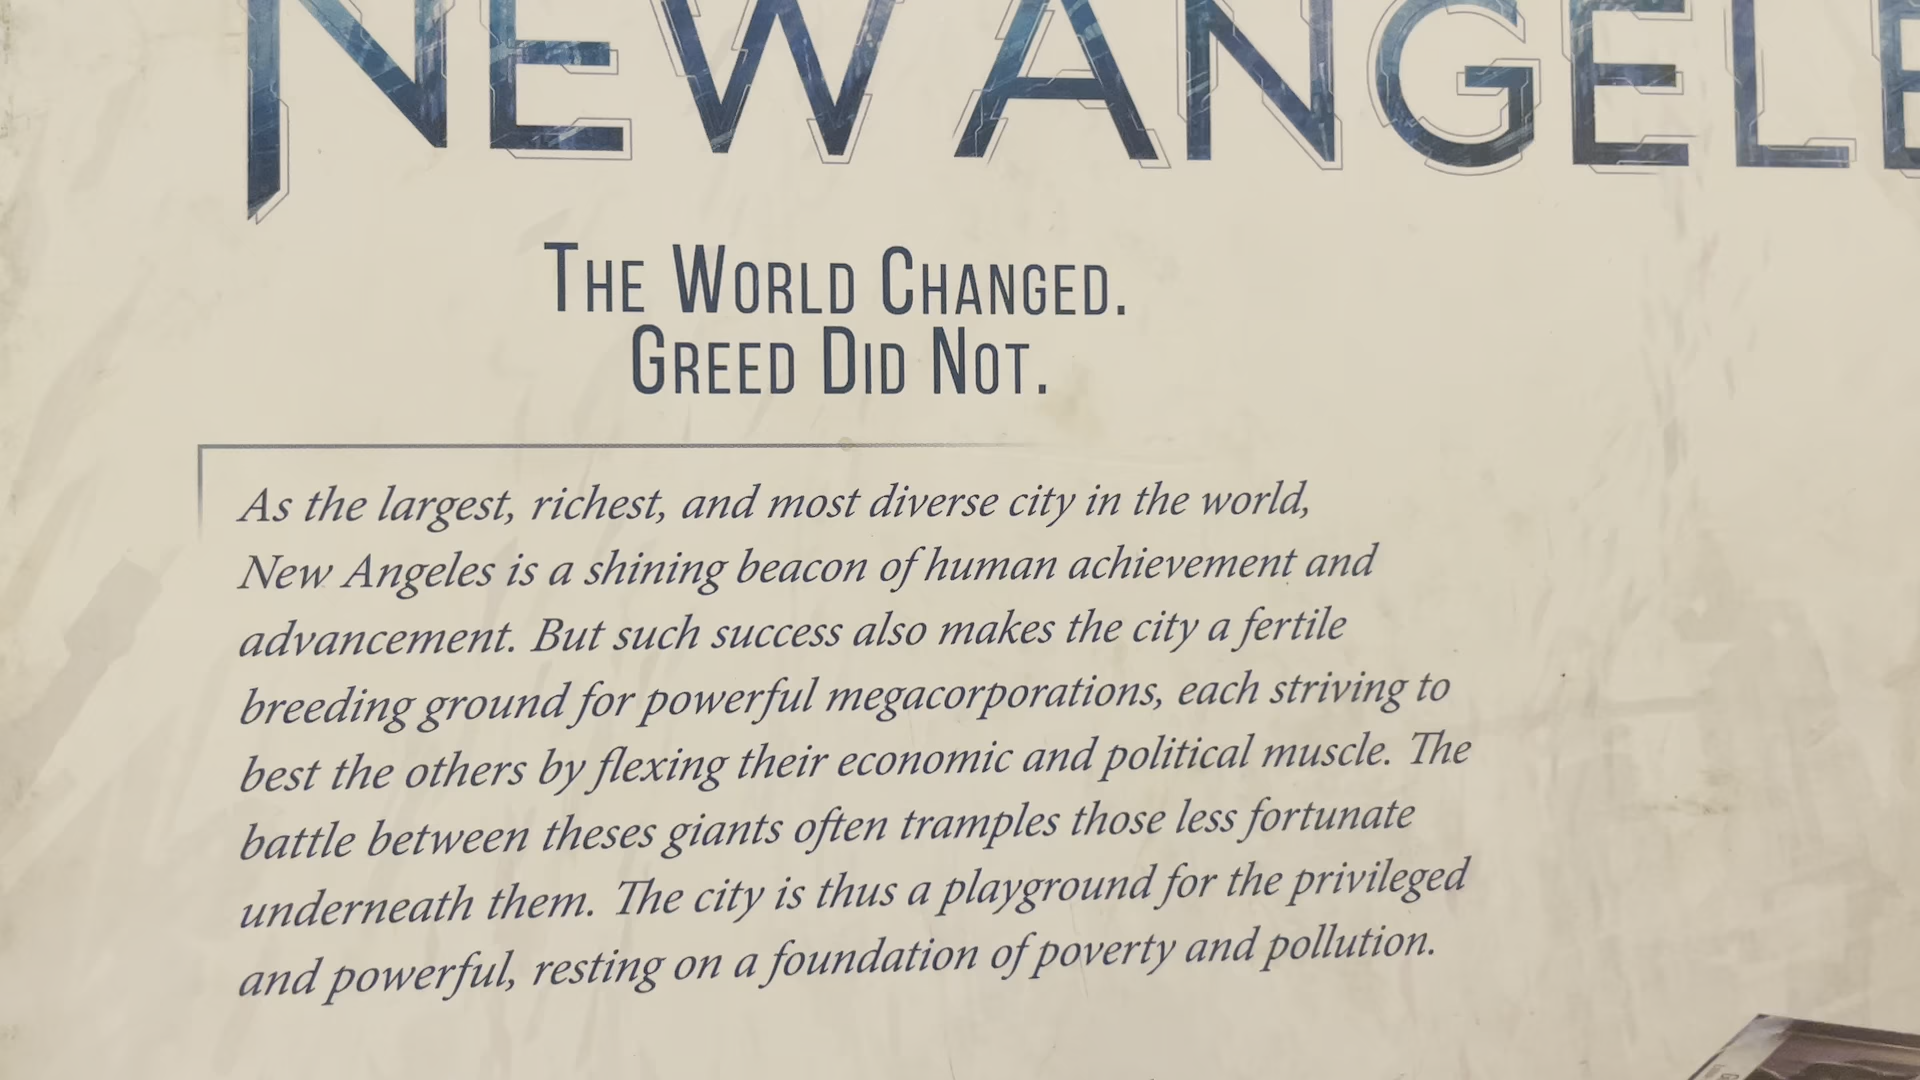 NEW ANGELE
The World Changed.
Greed Did Not.
As the largest, richest, and most diverse city in the world,
New Angeles is a shining beacon of human achievement and
advancement. But such success also makes the city a fertile
breeding ground for powerful megacorporations, each striving to
best the others by flexing their economic and political muscle. The
battle between theses giants often tramples those less fortunate
underneath them. The city is thus a playground for the privileged
and powerful, resting on a foundation of poverty and pollution.